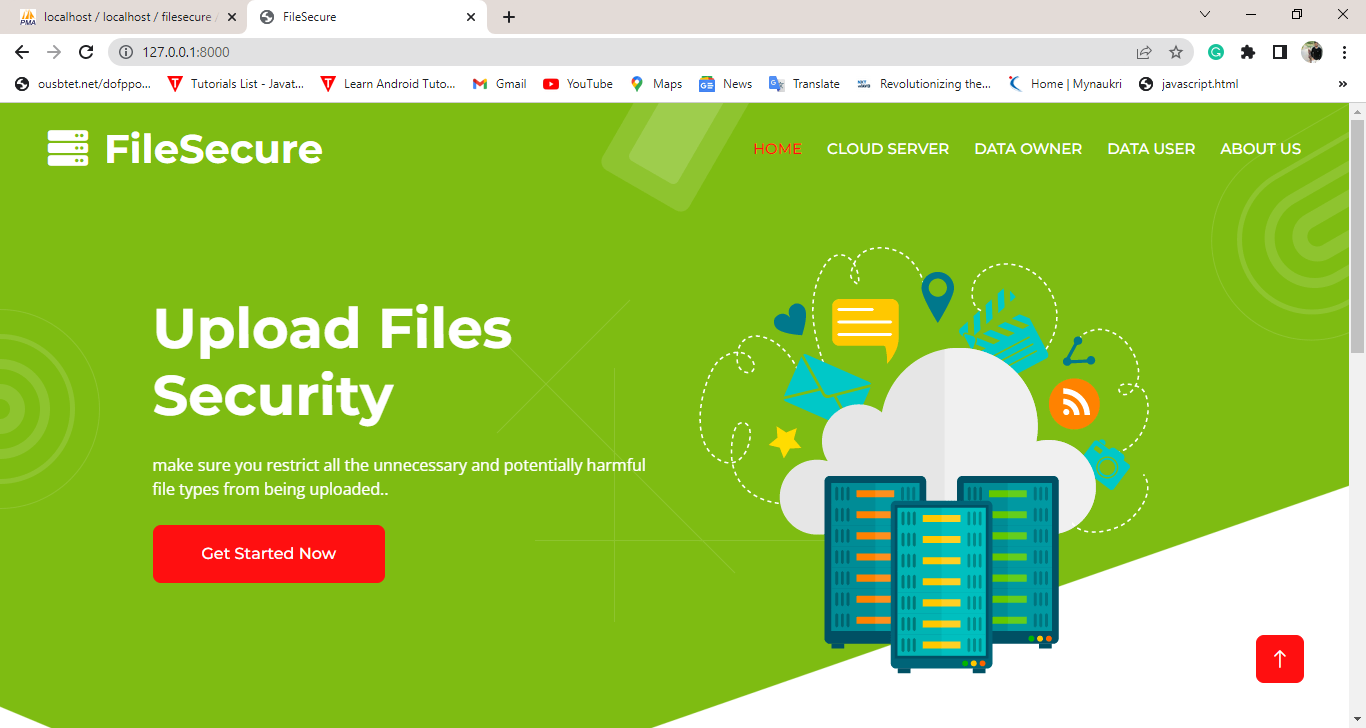 localhost / localhost / filesecure /
FileSecure
127.0.0.1:8000
ousbtet.net/dofppo...
Tutorials List - Javat...
Learn Android Tuto...
Gmail
YouTube
Maps
News
Translate
Revolutionizing the...
Home | Mynaukri
javascript.html
»
FileSecure
HOME
CLOUD SERVER
DATA OWNER
DATA USER
ABOUT US
Upload Files
Security
make sure you restrict all the unnecessary and potentially harmful
file types from being uploaded..
Get Started Now